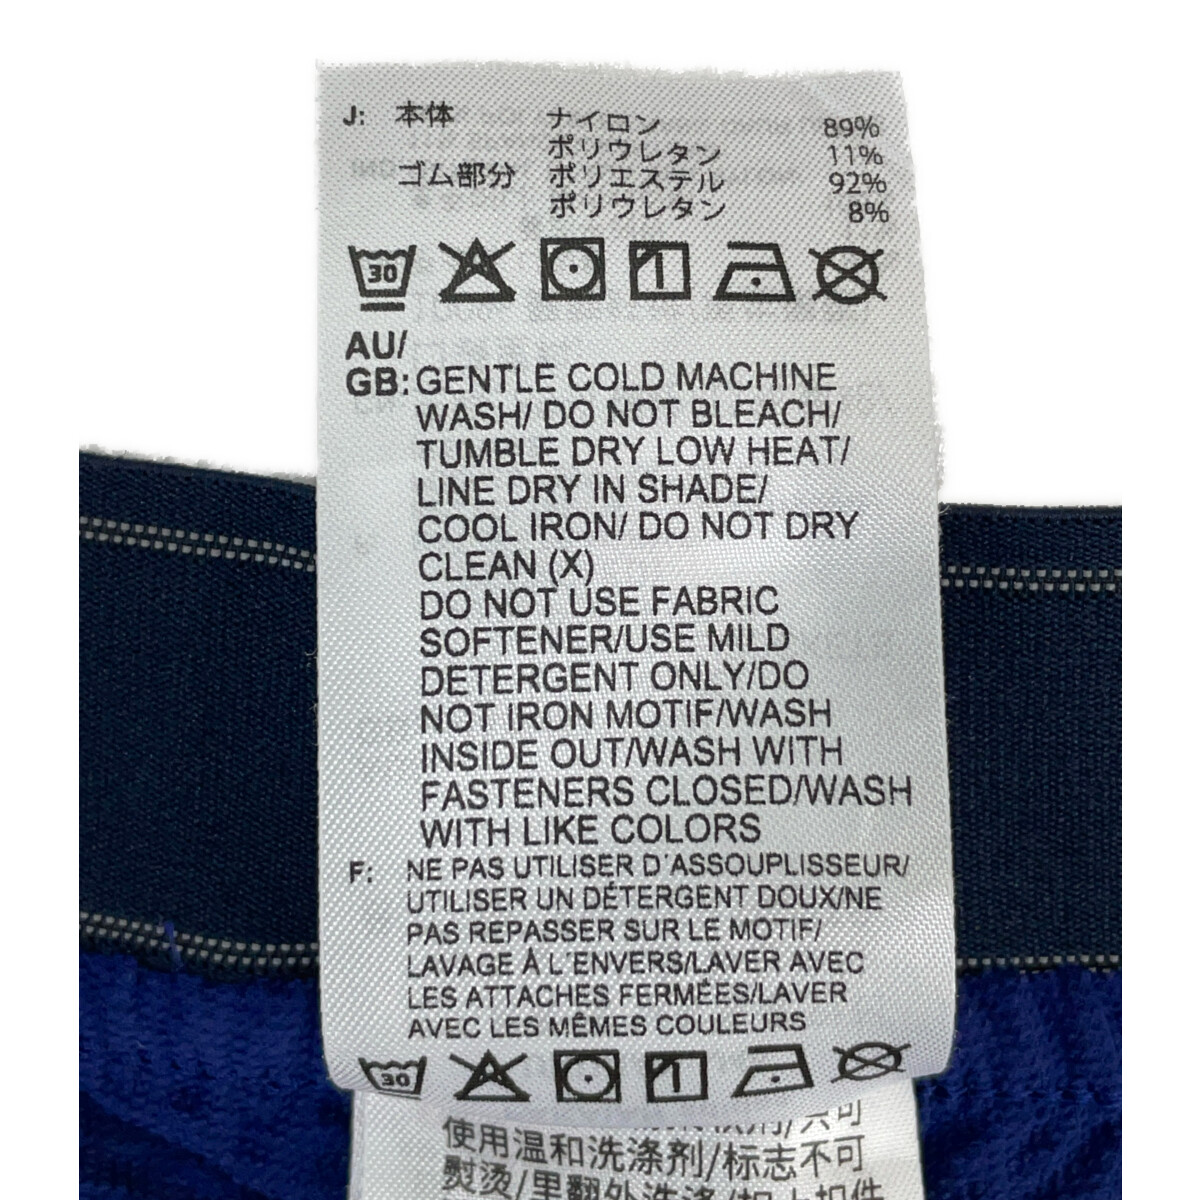 J: 本体 ナイロン 89%
ポリウレタン 11%
ゴム部分 ポリエステル 92%
ポリウレタン 8%
30
AU/
GB: GENTLE COLD MACHINE
WASH/ DO NOT BLEACH/
TUMBLE DRY LOW HEAT/
LINE DRY IN SHADE/
COOL IRON/ DO NOT DRY
CLEAN (X)
DO NOT USE FABRIC
SOFTENER/USE MILD
DETERGENT ONLY/DO
NOT IRON MOTIF/WASH
INSIDE OUT/WASH WITH
FASTENERS CLOSED/WASH
WITH LIKE COLORS
F: NE PAS UTILISER D'ASSOUPLISSEUR/
UTILISER UN DÉTERGENT DOUX/NE
PAS REPASSER SUR LE MOTIF/
LAVAGE À L'ENVERS/LAVER AVEC
LES ATTACHES FERMÉES/LAVER
AVEC LES MÊMES COULEURS
30
使用温和洗涤剂/标志不可
熨烫/里翻外洗涤